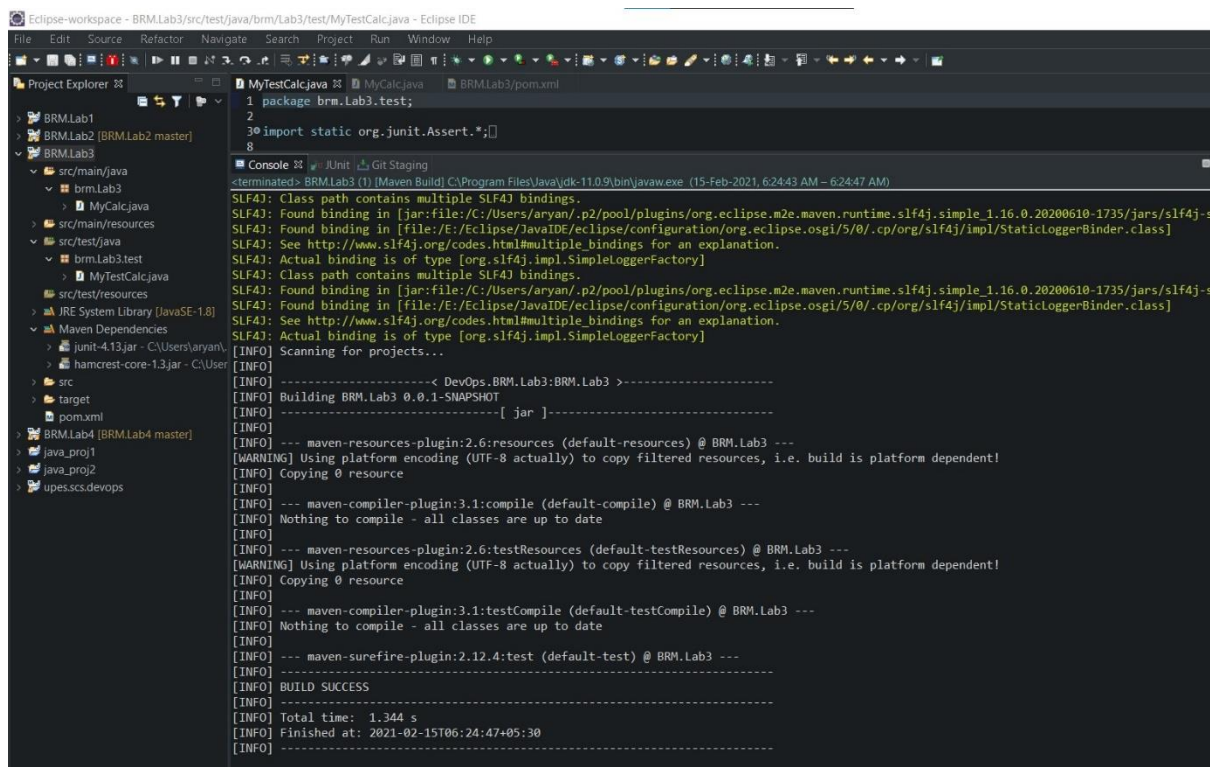 Eclipse-workspace - BRM.Lab3/src/test/java/brm/Lab3/test/MyTestCalc.java - Eclipse IDE
File Edit Source Refactor Navigate Search Project Run Window Help
Project Explorer
BRM.Lab1
BRM.Lab2 [BRM.Lab2 master]
BRM.Lab3
src/main/java
brm.Lab3
MyCalc.java
src/main/resources
src/test/java
brm.Lab3.test
MyTestCalc.java
src/test/resources
JRE System Library [JavaSE-1.8]
Maven Dependencies
junit-4.13.jar - C:\Users\aryan\.
hamcrest-core-1.3.jar - C:\User
src
target
pom.xml
BRM.Lab4 [BRM.Lab4 master]
java_proj1
java_proj2
upes.scs.devops
MyTestCalc.java MyCalc.java BRM.Lab3/pom.xml
1 package brm.Lab3.test;
2
3 import static org.junit.Assert.*;
8
Console JUnit Git Staging
<terminated> BRM.Lab3 (1) [Maven Build] C:\Program Files\Java\jdk-11.0.9\bin\javaw.exe (15-Feb-2021, 6:24:43 AM – 6:24:47 AM)
SLF4J: Class path contains multiple SLF4J bindings.
SLF4J: Found binding in [jar:file:/C:/Users/aryan/.p2/pool/plugins/org.eclipse.m2e.maven.runtime.slf4j.simple_1.16.0.20200610-1735/jars/slf4j-s
SLF4J: Found binding in [file:/E:/Eclipse/JavaIDE/eclipse/configuration/org.eclipse.osgi/5/0/.cp/org/slf4j/impl/StaticLoggerBinder.class]
SLF4J: See http://www.slf4j.org/codes.html#multiple_bindings for an explanation.
SLF4J: Actual binding is of type [org.slf4j.impl.SimpleLoggerFactory]
SLF4J: Class path contains multiple SLF4J bindings.
SLF4J: Found binding in [jar:file:/C:/Users/aryan/.p2/pool/plugins/org.eclipse.m2e.maven.runtime.slf4j.simple_1.16.0.20200610-1735/jars/slf4j-s
SLF4J: Found binding in [file:/E:/Eclipse/JavaIDE/eclipse/configuration/org.eclipse.osgi/5/0/.cp/org/slf4j/impl/StaticLoggerBinder.class]
SLF4J: See http://www.slf4j.org/codes.html#multiple_bindings for an explanation.
SLF4J: Actual binding is of type [org.slf4j.impl.SimpleLoggerFactory]
[INFO] Scanning for projects...
[INFO]
[INFO] ----------------------< DevOps.BRM.Lab3:BRM.Lab3 >----------------------
[INFO] Building BRM.Lab3 0.0.1-SNAPSHOT
[INFO] --------------------------------[ jar ]---------------------------------
[INFO]
[INFO] --- maven-resources-plugin:2.6:resources (default-resources) @ BRM.Lab3 ---
[WARNING] Using platform encoding (UTF-8 actually) to copy filtered resources, i.e. build is platform dependent!
[INFO] Copying 0 resource
[INFO]
[INFO] --- maven-compiler-plugin:3.1:compile (default-compile) @ BRM.Lab3 ---
[INFO] Nothing to compile - all classes are up to date
[INFO]
[INFO] --- maven-resources-plugin:2.6:testResources (default-testResources) @ BRM.Lab3 ---
[WARNING] Using platform encoding (UTF-8 actually) to copy filtered resources, i.e. build is platform dependent!
[INFO] Copying 0 resource
[INFO]
[INFO] --- maven-compiler-plugin:3.1:testCompile (default-testCompile) @ BRM.Lab3 ---
[INFO] Nothing to compile - all classes are up to date
[INFO]
[INFO] --- maven-surefire-plugin:2.12.4:test (default-test) @ BRM.Lab3 ---
[INFO] ------------------------------------------------------------------------
[INFO] BUILD SUCCESS
[INFO] ------------------------------------------------------------------------
[INFO] Total time:  1.344 s
[INFO] Finished at: 2021-02-15T06:24:47+05:30
[INFO] ------------------------------------------------------------------------